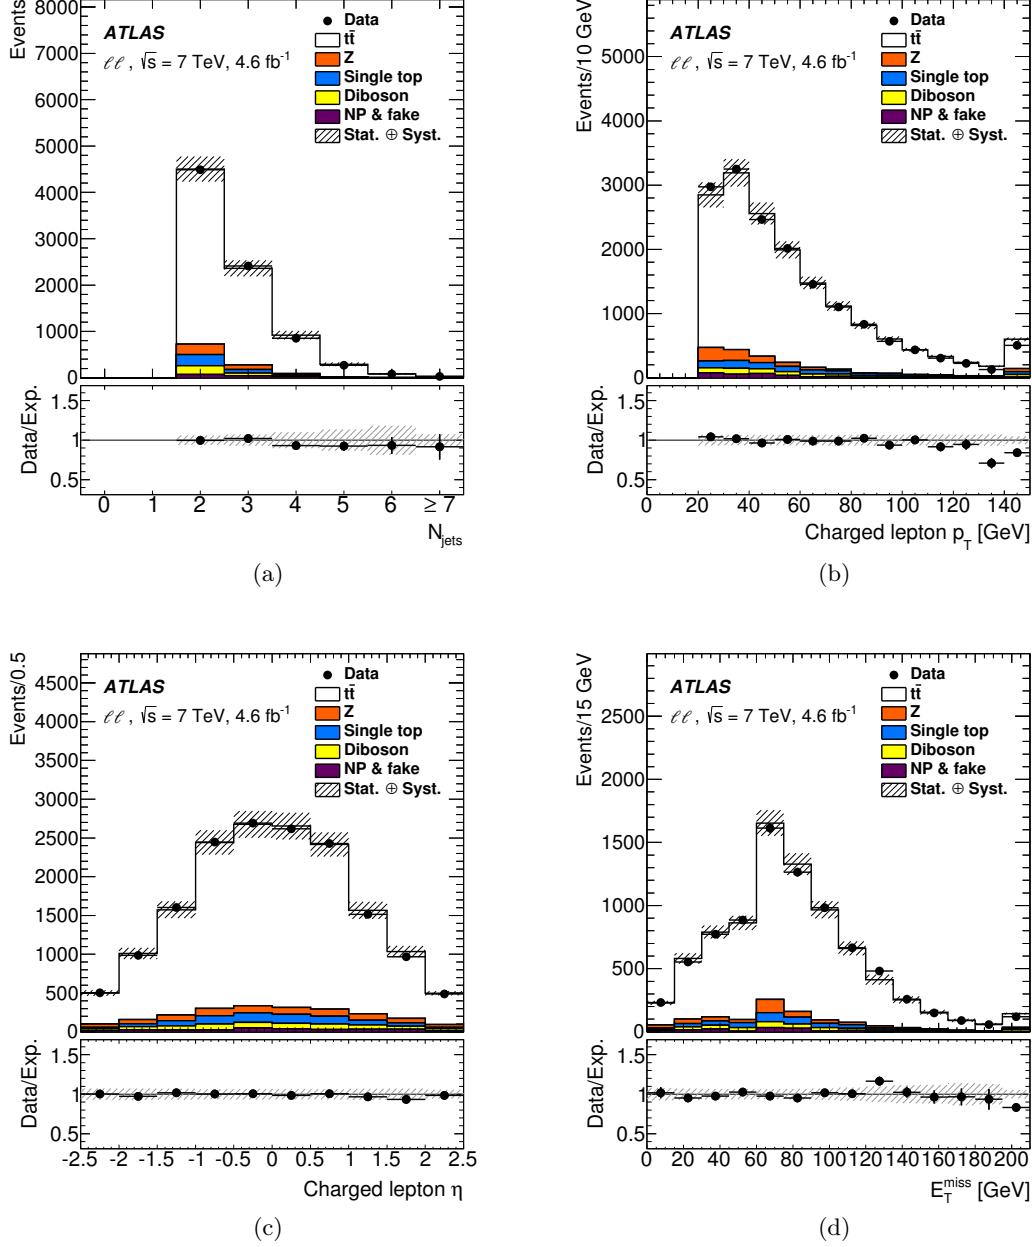 Events
8000
7000
6000
5000
4000
3000
2000
1000
0
ATLAS
ℓℓ , √s = 7 TeV, 4.6 fb⁻¹
Data
tt̄
Z
Single top
Diboson
NP & fake
Stat. ⊕ Syst.
Data/Exp.
1.5
1
0.5
0 1 2 3 4 5 6 ≥ 7
N_jets
(a)
Events/10 GeV
5000
4000
3000
2000
1000
0
ATLAS
ℓℓ , √s = 7 TeV, 4.6 fb⁻¹
Data
tt̄
Z
Single top
Diboson
NP & fake
Stat. ⊕ Syst.
Data/Exp.
1.5
1
0.5
0 20 40 60 80 100 120 140
Charged lepton p_T [GeV]
(b)
Events/0.5
4500
4000
3500
3000
2500
2000
1500
1000
500
0
ATLAS
ℓℓ , √s = 7 TeV, 4.6 fb⁻¹
Data
tt̄
Z
Single top
Diboson
NP & fake
Stat. ⊕ Syst.
Data/Exp.
1.5
1
0.5
-2.5 -2 -1.5 -1 -0.5 0 0.5 1 1.5 2 2.5
Charged lepton η
(c)
Events/15 GeV
2500
2000
1500
1000
500
0
ATLAS
ℓℓ , √s = 7 TeV, 4.6 fb⁻¹
Data
tt̄
Z
Single top
Diboson
NP & fake
Stat. ⊕ Syst.
Data/Exp.
1.5
1
0.5
0 20 40 60 80 100 120 140 160 180 200
E_T^miss [GeV]
(d)